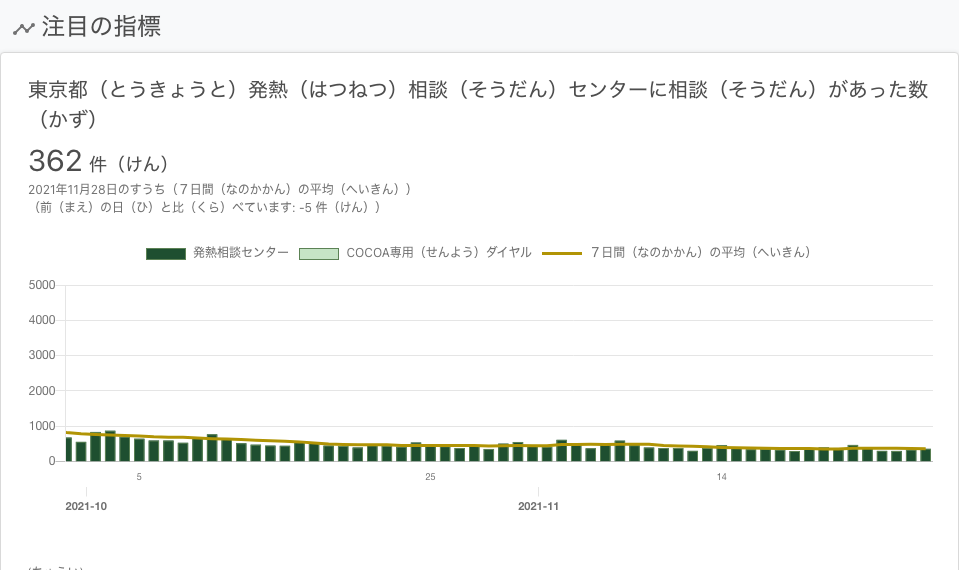 注目の指標
東京都（とうきょうと）発熱（はつねつ）相談（そうだん）センターに相談（そうだん）があった数
（かず）
362 件（けん）
2021年11月28日のすうち（７日間（なのかかん）の平均（へいきん））
（前（まえ）の日（ひ）と比（くら）べています: -5 件（けん））
発熱相談センター COCOA専用（せんよう）ダイヤル ７日間（なのかかん）の平均（へいきん）
5000
4000
3000
2000
1000
0
5 25 14
2021-10 2021-11